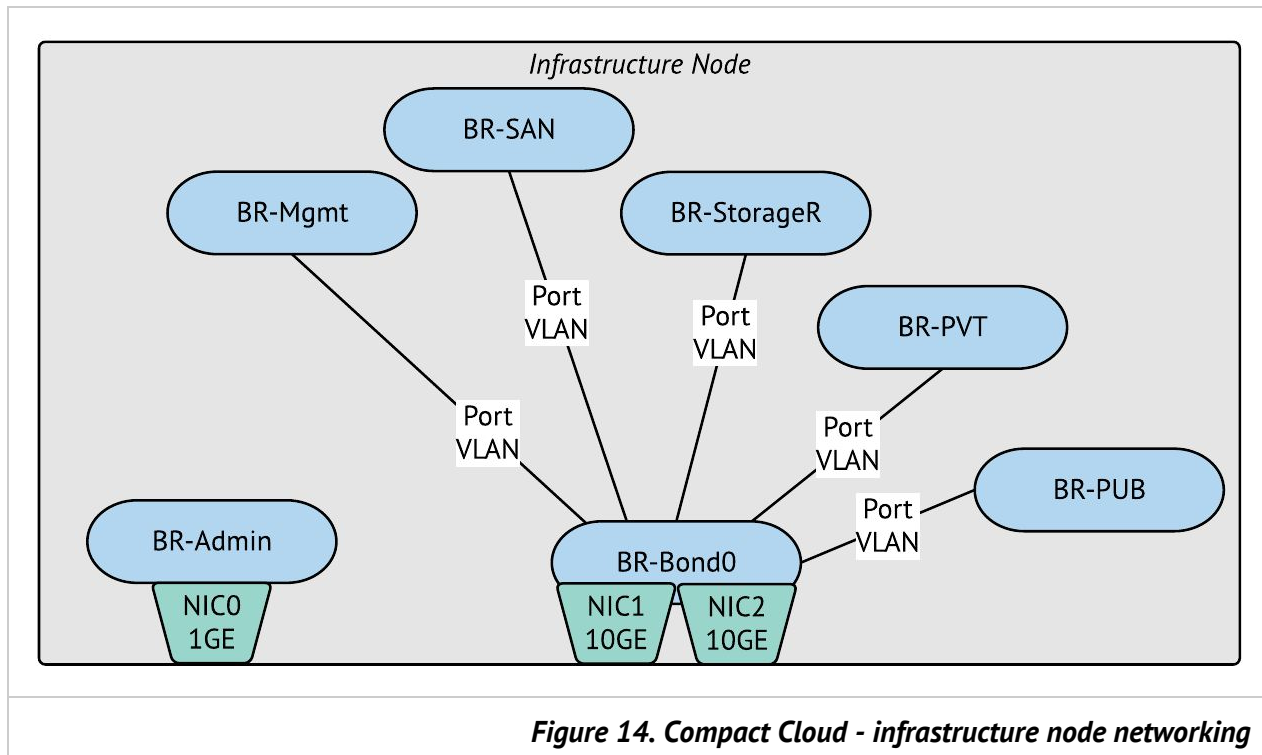 Infrastructure Node
BR-SAN
BR-Mgmt
BR-StorageR
Port
VLAN
Port
VLAN
BR-PVT
Port
VLAN
Port
VLAN
BR-PUB
Port
VLAN
BR-Admin
BR-Bond0
NIC0
1GE
NIC1
10GE
NIC2
10GE
Figure 14. Compact Cloud - infrastructure node networking